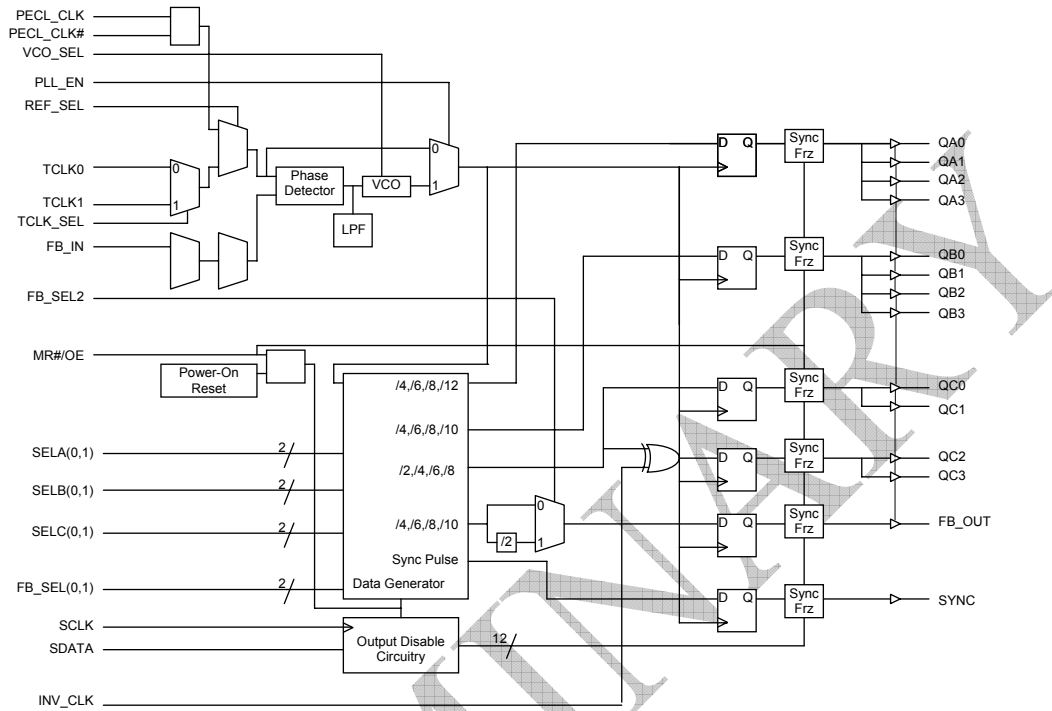 PECL_CLK
PECL_CLK#
VCO_SEL
PLL_EN
REF_SEL
TCLK0
TCLK1
TCLK_SEL
FB_IN
FB_SEL2
MR#/OE
Power-On
Reset
SELA(0,1)
SELB(0,1)
SELC(0,1)
FB_SEL(0,1)
SCLK
SDATA
INV_CLK
0
1
Phase
Detector
LPF
VCO
0
1
2
2
2
2
/4,/6,/8,/12
/4,/6,/8,/10
/2,/4,/6,/8
/4,/6,/8,/10
Sync Pulse
Data Generator
Output Disable
Circuitry
12
/2
0
1
D Q
D Q
D Q
D Q
D Q
D Q
Sync
Frz
Sync
Frz
Sync
Frz
Sync
Frz
Sync
Frz
Sync
Frz
QA0
QA1
QA2
QA3
QB0
QB1
QB2
QB3
QC0
QC1
QC2
QC3
FB_OUT
SYNC